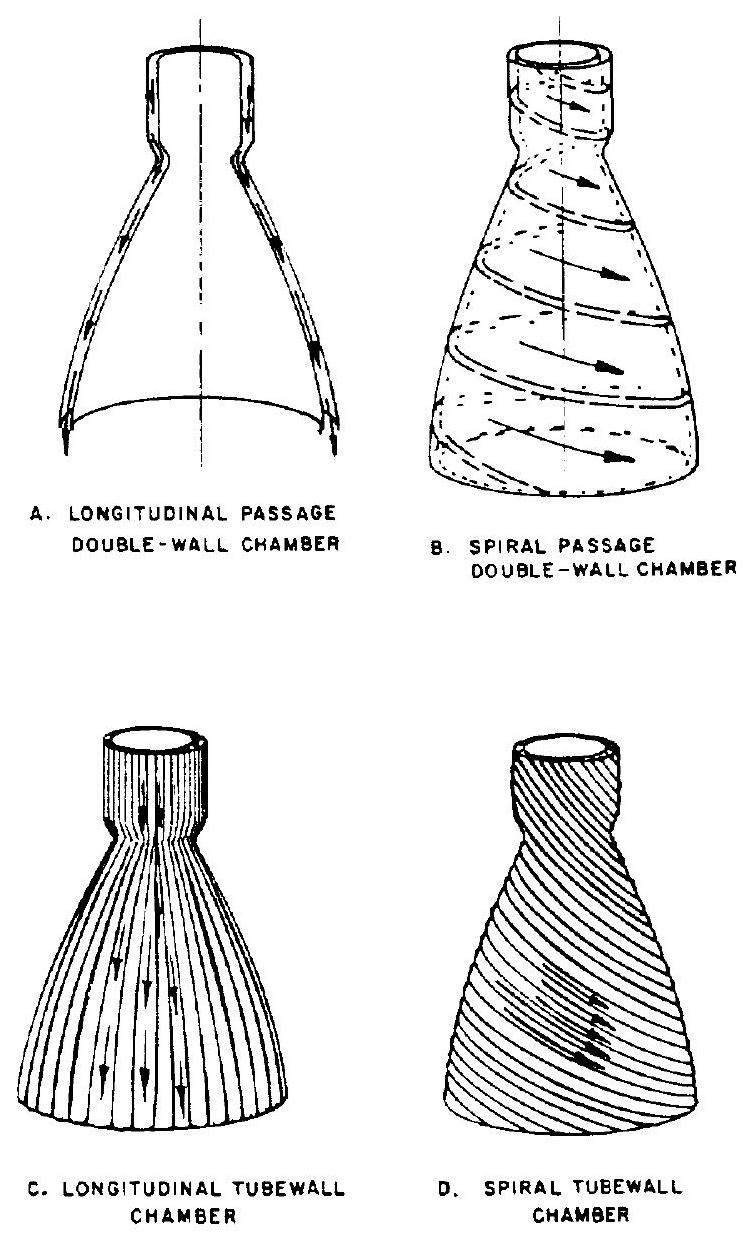 A. LONGITUDINAL PASSAGE
DOUBLE-WALL CHAMBER
B. SPIRAL PASSAGE
DOUBLE-WALL CHAMBER
C. LONGITUDINAL TUBEWALL
CHAMBER
D. SPIRAL TUBEWALL
CHAMBER